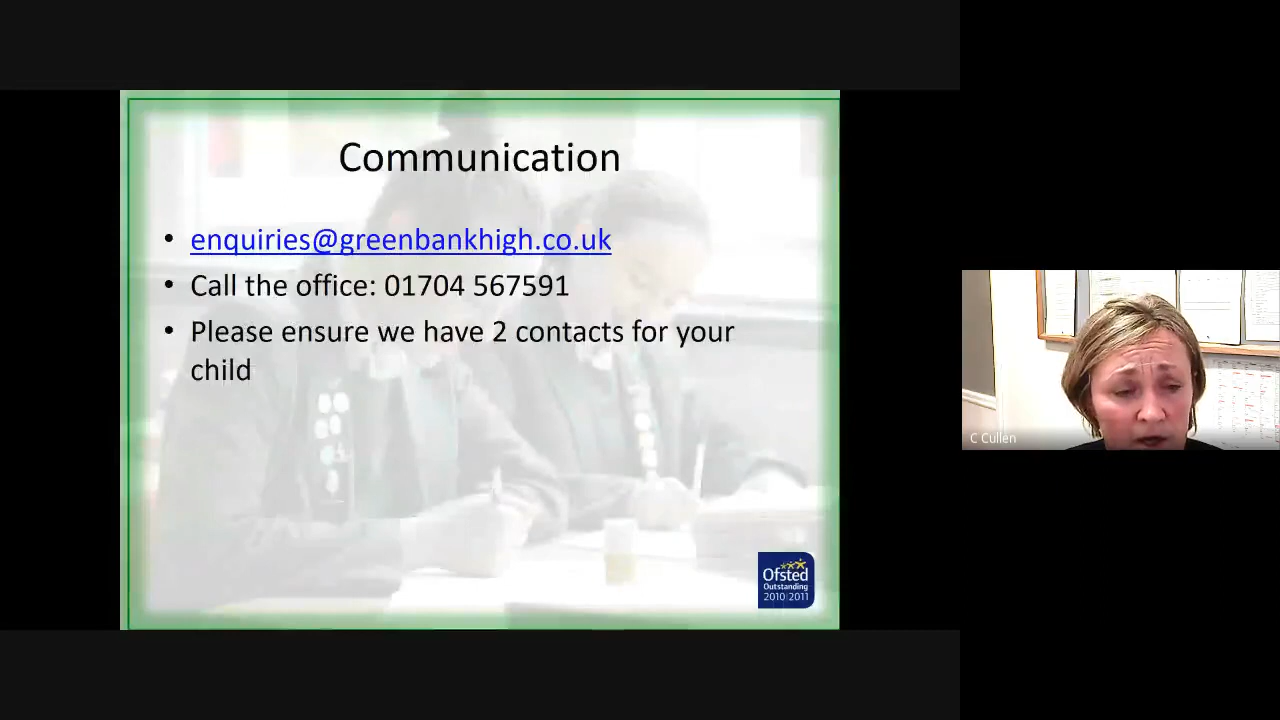 Communication
• enquiries@greenbankhigh.co.uk
• Call the office: 01704 567591
• Please ensure we have 2 contacts for your
child
Ofsted
Outstanding
2010|2011
C Cullen